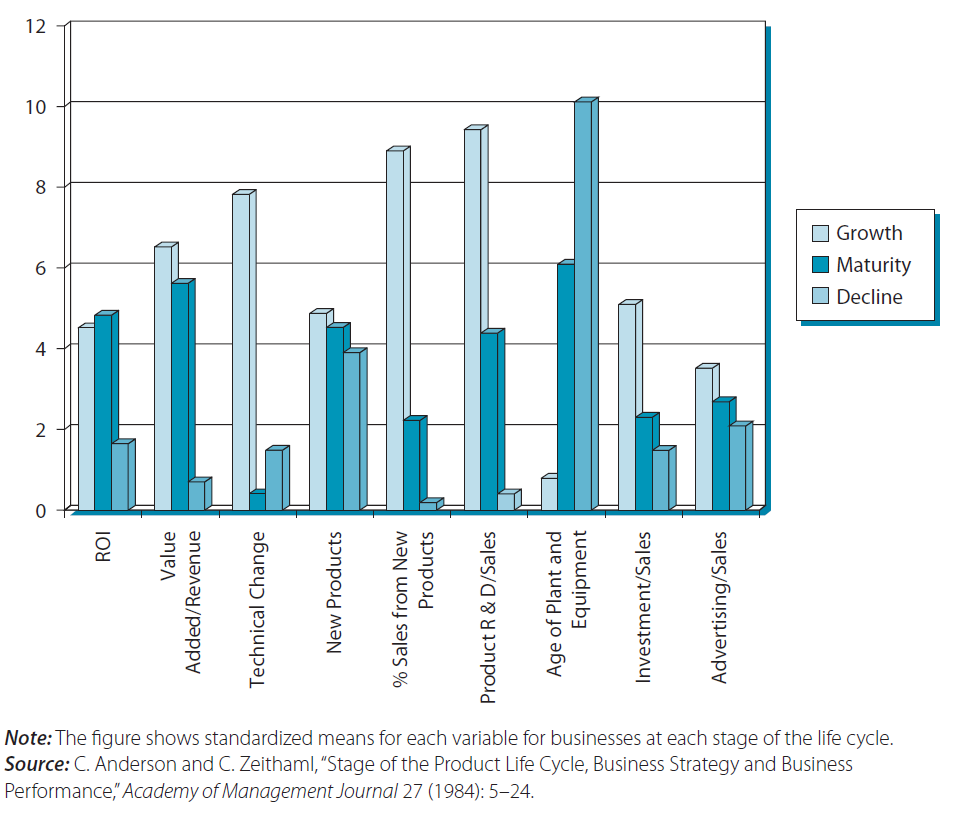 12
10
8
6
4
2
0
ROI
Value
Added/Revenue
Technical Change
New Products
% Sales from New
Products
Product R & D/Sales
Age of Plant and
Equipment
Investment/Sales
Advertising/Sales
Growth
Maturity
Decline
Note: The figure shows standardized means for each variable for businesses at each stage of the life cycle.
Source: C. Anderson and C. Zeithaml, “Stage of the Product Life Cycle, Business Strategy and Business
Performance,” Academy of Management Journal 27 (1984): 5–24.